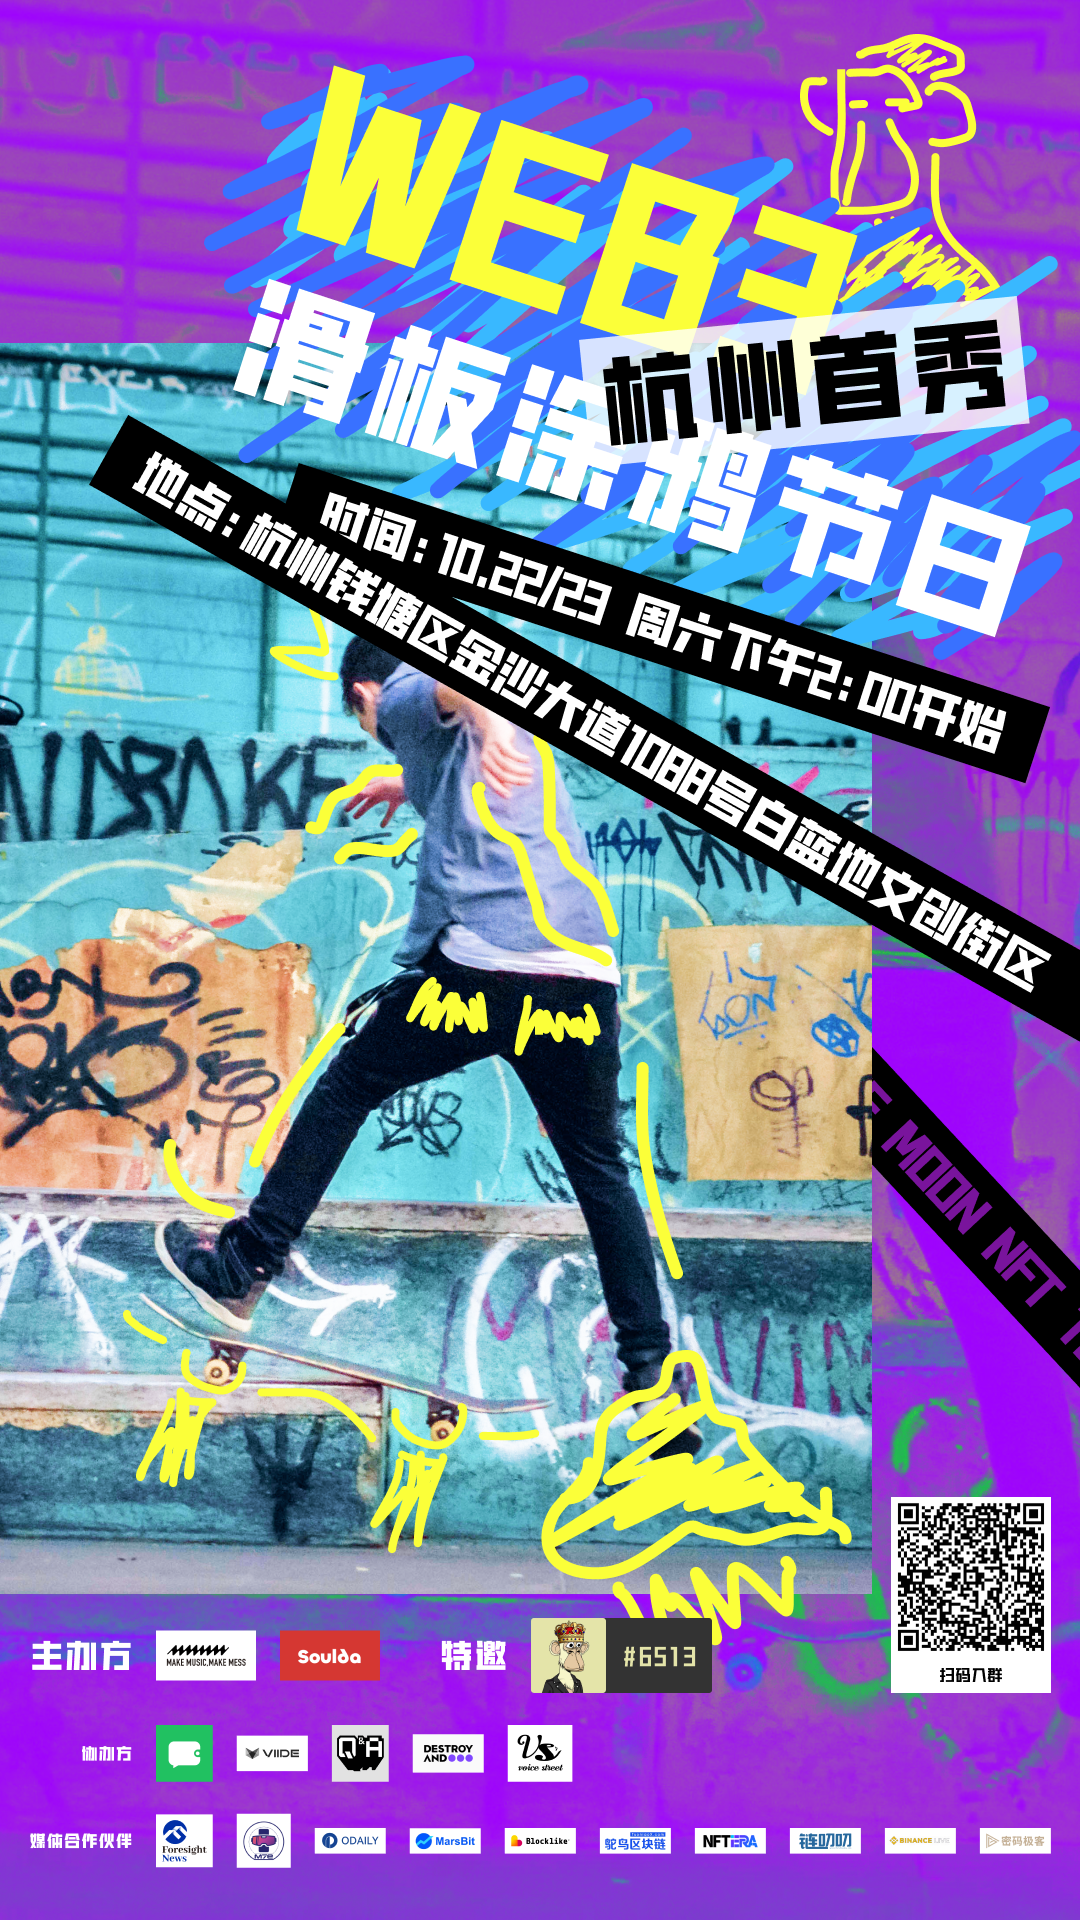 WEB3
滑板涂鸦节日
杭州首秀
时间：10.22/23 周六下午2：00开始
地点：杭州钱塘区金沙大道1088号白蓝地文创街区
MOON NFT
扫码入群
主办方
MAKE MUSIC,MAKE MESS
Soulda
特邀
#6513
协办方
VIIDE
Q&A
DESTROY
AND
Vs
voice street
媒体合作伙伴
Foresight
News
M7e
ODAILY
MarsBit
Blocklike
鸵鸟区块链
NFTERA
链叨叨
BINANCE LIVE
密码极客